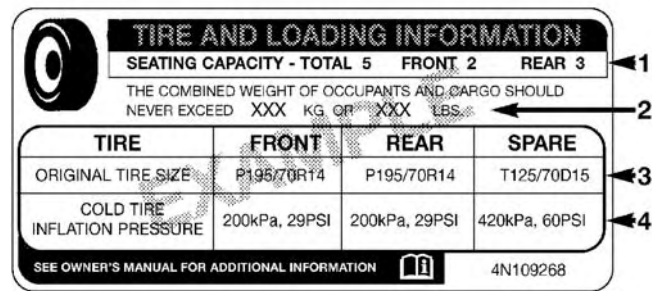 TIRE AND LOADING INFORMATION
SEATING CAPACITY - TOTAL 5 FRONT 2 REAR 3
1
THE COMBINED WEIGHT OF OCCUPANTS AND CARGO SHOULD
NEVER EXCEED XXX KG OR XXX LBS.
2
TIRE FRONT REAR SPARE
ORIGINAL TIRE SIZE P195/70R14 P195/70R14 T125/70D15
3
COLD TIRE
INFLATION PRESSURE 200kPa, 29PSI 200kPa, 29PSI 420kPa, 60PSI
4
EXAMPLE
SEE OWNER'S MANUAL FOR ADDITIONAL INFORMATION i 4N109268